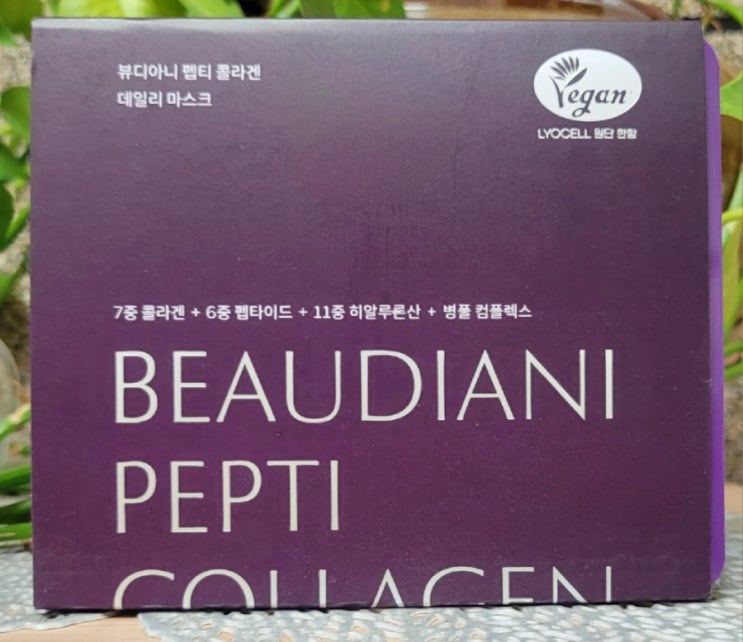 뷰디아니 펩티 콜라겐
데일리 마스크
Vegan
LYOCELL 원단 한함
7중 콜라겐 + 6중 펩타이드 + 11중 히알루론산 + 병풀 컴플렉스
BEAUDIANI
PEPTI
COLLAGEN